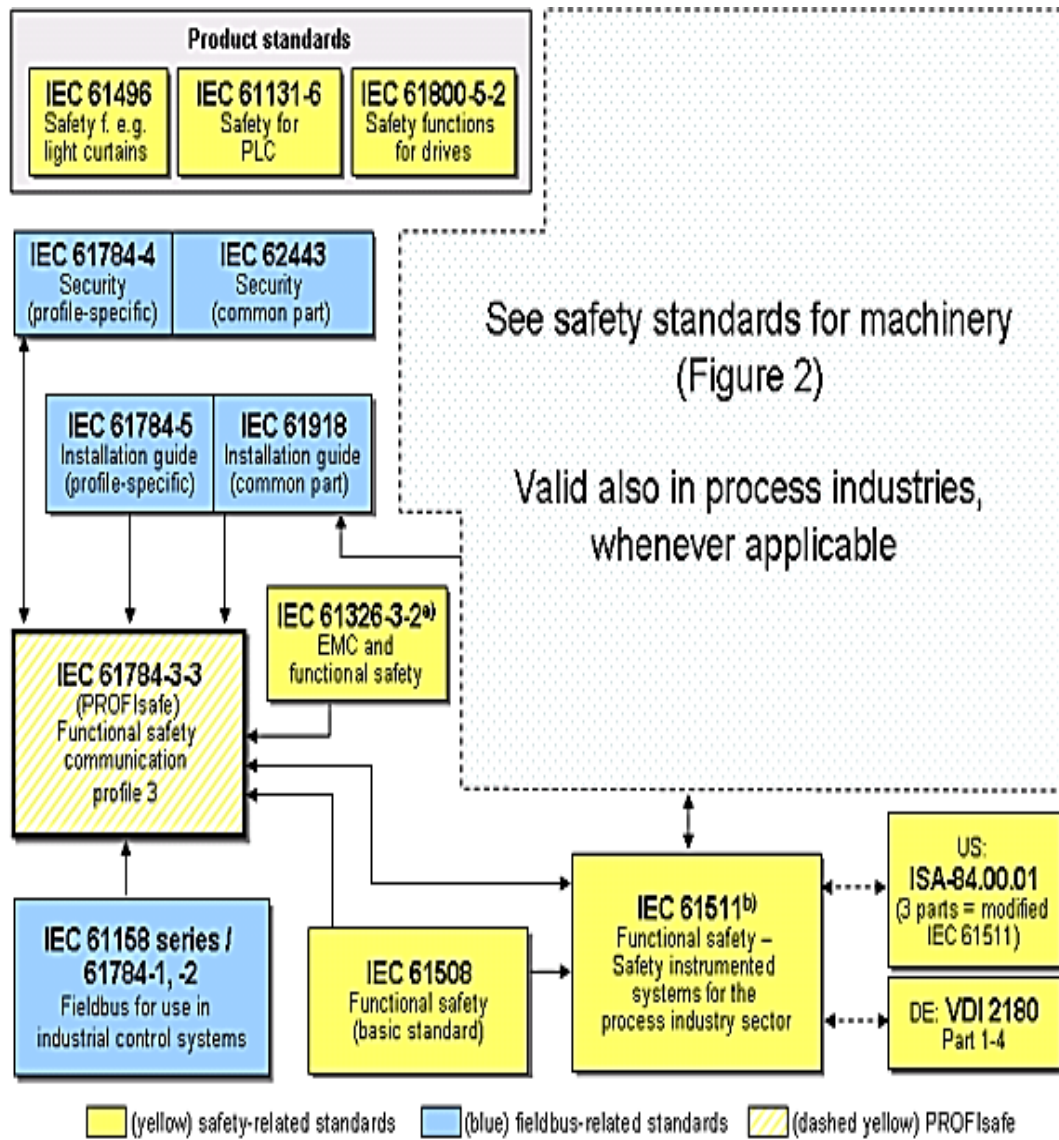 Product standards
IEC 61496
Safety f. e.g.
light curtains
IEC 61131-6
Safety for
PLC
IEC 61800-5-2
Safety functions
for drives
IEC 61784-4
Security
(profile-specific)
IEC 62443
Security
(common part)
See safety standards for machinery
(Figure 2)
Valid also in process industries,
whenever applicable
IEC 61784-5
Installation guide
(profile-specific)
IEC 61918
Installation guide
(common part)
IEC 61326-3-2a)
EMC and
functional safety
IEC 61784-3-3
(PROFIsafe)
Functional safety
communication
profile 3
IEC 61158 series /
61784-1, -2
Fieldbus for use in
industrial control systems
IEC 61508
Functional safety
(basic standard)
IEC 61511b)
Functional safety –
Safety instrumented
systems for the
process industry sector
US:
ISA-84.00.01
(3 parts = modified
IEC 61511)
DE: VDI 2180
Part 1-4
(yellow) safety-related standards
(blue) fieldbus-related standards
(dashed yellow) PROFIsafe